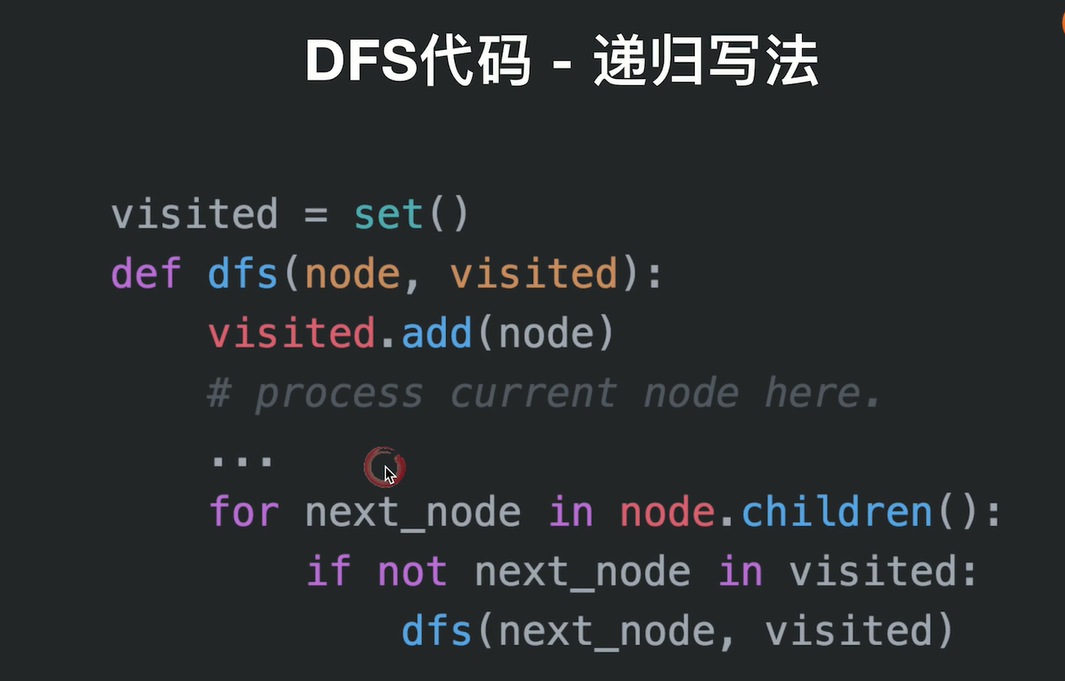 DFS代码 - 递归写法
visited = set()
def dfs(node, visited):
    visited.add(node)
    # process current node here.
    ...
    for next_node in node.children():
        if not next_node in visited:
            dfs(next_node, visited)